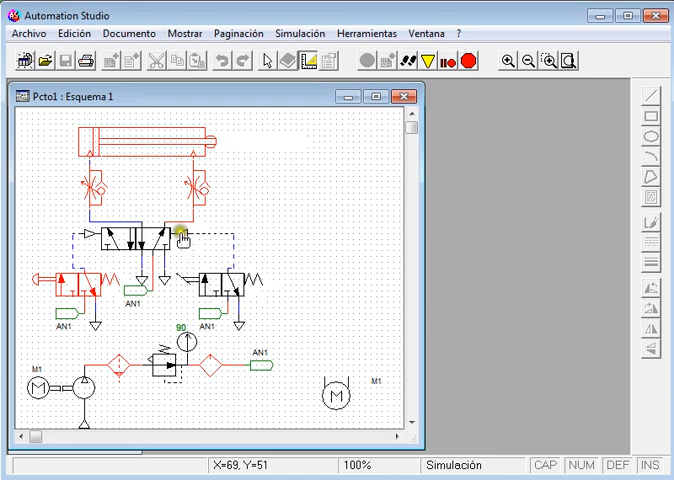 Automation Studio
Archivo Edición Documento Mostrar Paginación Simulación Herramientas Ventana ?
Pcto1 : Esquema 1
AN1
AN1
AN1
90
AN1
M1
M1
M
M
X=69, Y=51 100% Simulación CAP NUM DEF INS